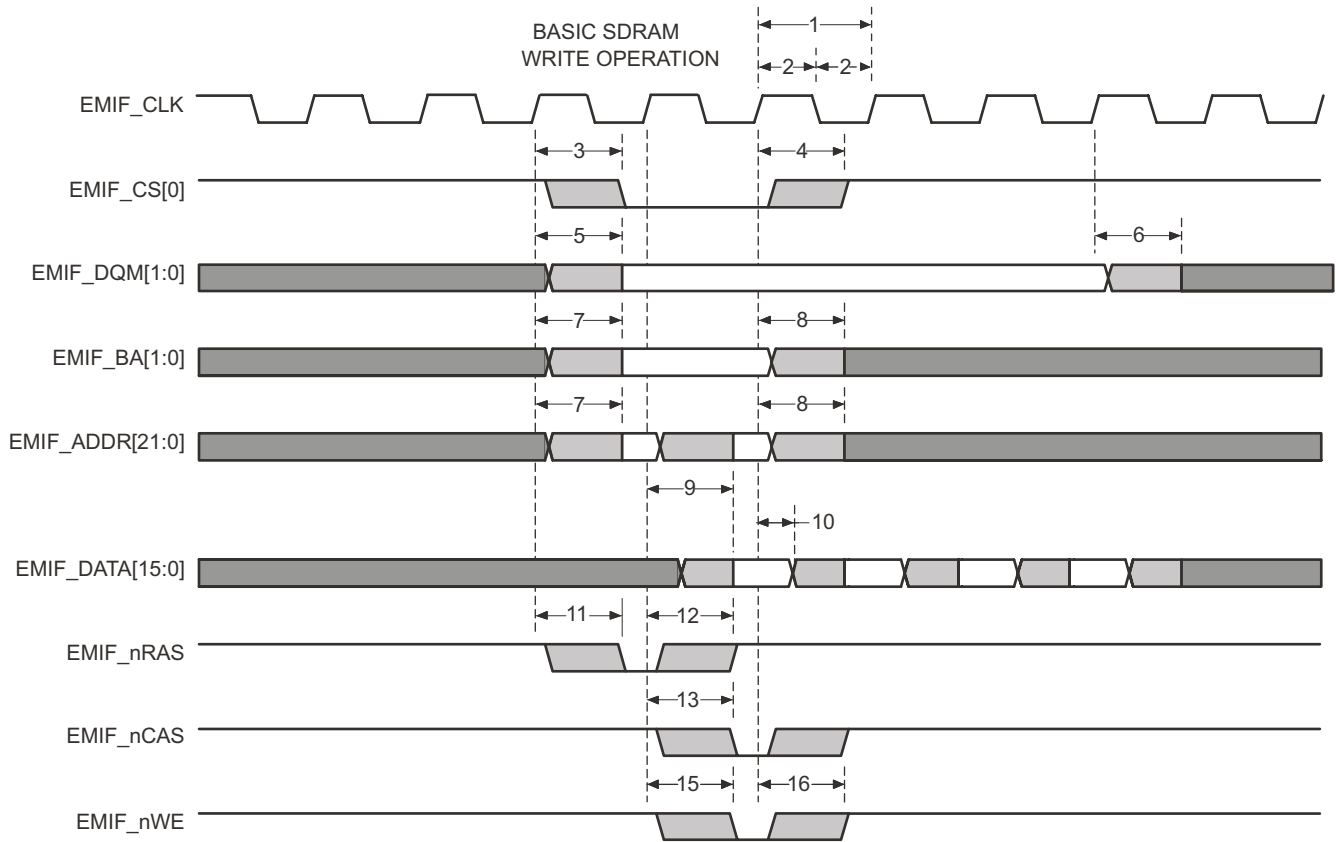 BASIC SDRAM
WRITE OPERATION
1
2 2
EMIF_CLK
3 4
EMIF_CS[0]
5 6
EMIF_DQM[1:0]
7 8
EMIF_BA[1:0]
7 8
EMIF_ADDR[21:0]
9
10
EMIF_DATA[15:0]
11 12
EMIF_nRAS
13
EMIF_nCAS
15 16
EMIF_nWE